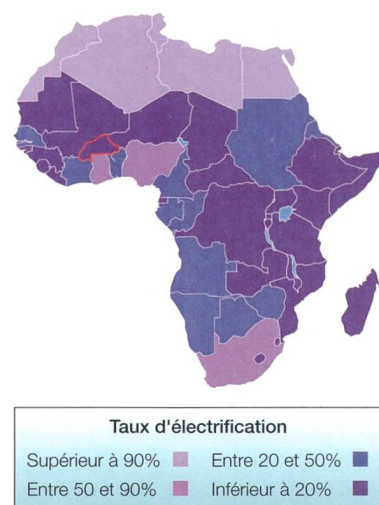 Taux d'électrification
Supérieur à 90% Entre 20 et 50%
Entre 50 et 90% Inférieur à 20%